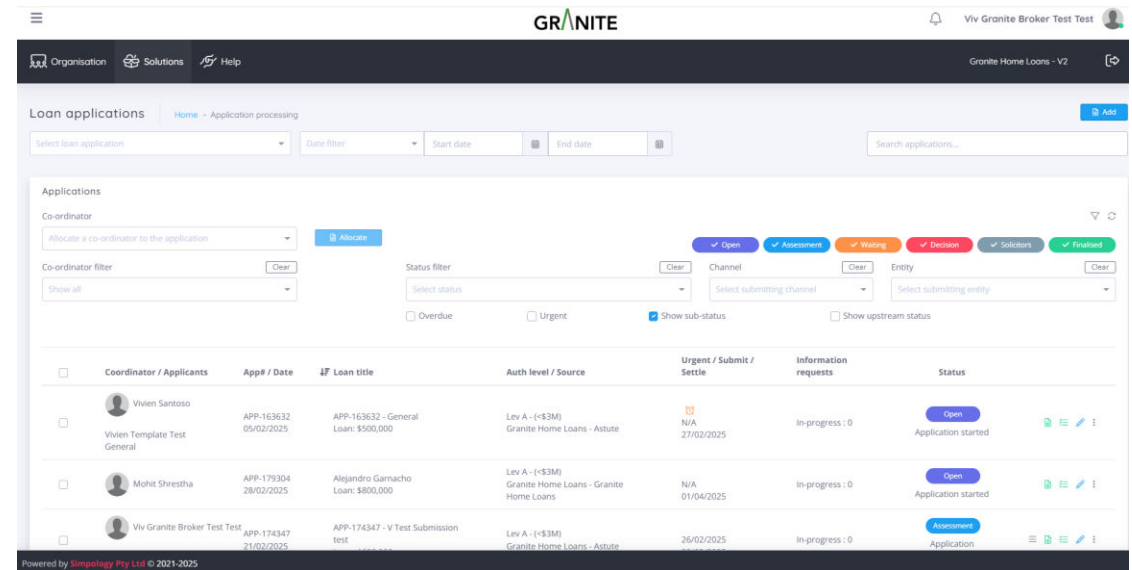 GRANITE
Viv Granite Broker Test Test
Organisation Solutions Help
Granite Home Loans - V2
Loan applications Home - Application processing
Add
Select loan application Date filter Start date End date Search applications...
Applications
Co-ordinator
Allocate a co-ordinator to the application Allocate
Open Assessment Waiting Decision Solicitors Finalised
Co-ordinator filter Clear Status filter Clear Channel Clear Entity Clear
Show all Select status Select submitting channel Select submitting entity
Overdue Urgent Show sub-status Show upstream status
Coordinator / Applicants App# / Date Loan title Auth level / Source Urgent / Submit / Settle Information requests Status
Vivien Santoso
Vivien Template Test
General
APP-163632
05/02/2025
APP-163632 - General
Loan: $500,000
Lev A - (<$3M)
Granite Home Loans - Astute
N/A
27/02/2025
In-progress : 0
Open
Application started
Mohit Shrestha
APP-179304
28/02/2025
Alejandro Garnacho
Loan: $800,000
Lev A - (<$3M)
Granite Home Loans - Granite
Home Loans
N/A
01/04/2025
In-progress : 0
Open
Application started
Viv Granite Broker Test Test
APP-174347
21/02/2025
APP-174347 - V Test Submission
test
Lev A - (<$3M)
Granite Home Loans - Astute
26/02/2025
In-progress : 0
Assessment
Application
Powered by Simpology Pty Ltd © 2021-2025